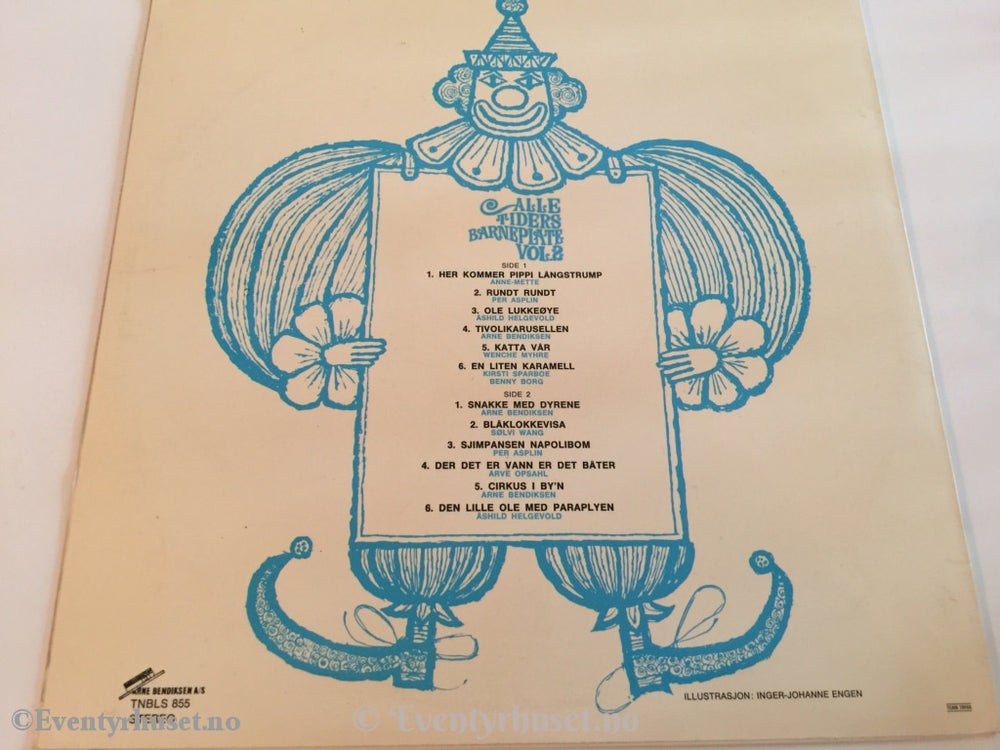 ALLE
TIDERS
BARNEPLATE
VOL.2
SIDE 1
1. HER KOMMER PIPPI LÅNGSTRUMP
ANNE-METTE
2. RUNDT RUNDT
PER ASPLIN
3. OLE LUKKEØYE
ÅSHILD HELGEVOLD
4. TIVOLIKARUSELLEN
ARNE BENDIKSEN
5. KATTA VÅR
WENCHE MYHRE
6. EN LITEN KARAMELL
KIRSTI SPARBOE
BENNY BORG
SIDE 2
1. SNAKKE MED DYRENE
ARNE BENDIKSEN
2. BLÅKLOKKEVISA
SØLVI WANG
3. SJIMPANSEN NAPOLIBOM
PER ASPLIN
4. DER DET ER VANN ER DET BÅTER
ARVE OPSAHL
5. CIRKUS I BY'N
ARNE BENDIKSEN
6. DEN LILLE OLE MED PARAPLYEN
ÅSHILD HELGEVOLD
ARNE BENDIKSEN A/S
TNBLS 855
STEREO
ILLUSTRASJON: INGER-JOHANNE ENGEN
©Eventyrhuset.no
©Eventyrhuset.no